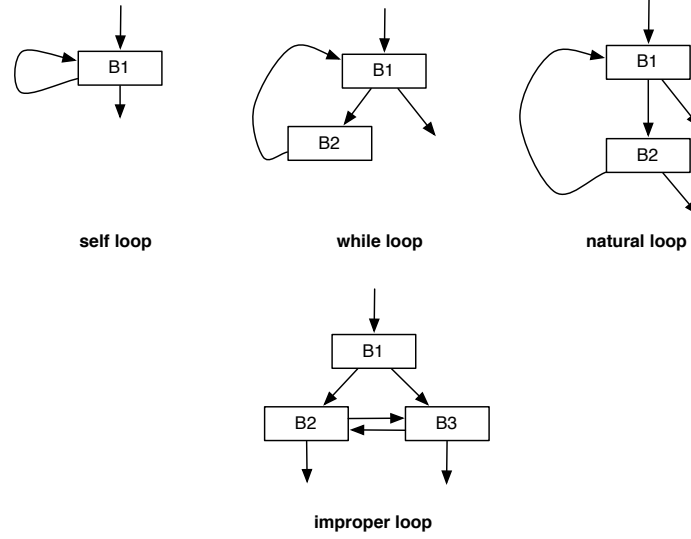 B1
B1
B1
B2
B2
self loop
while loop
natural loop
B1
B2
B3
improper loop